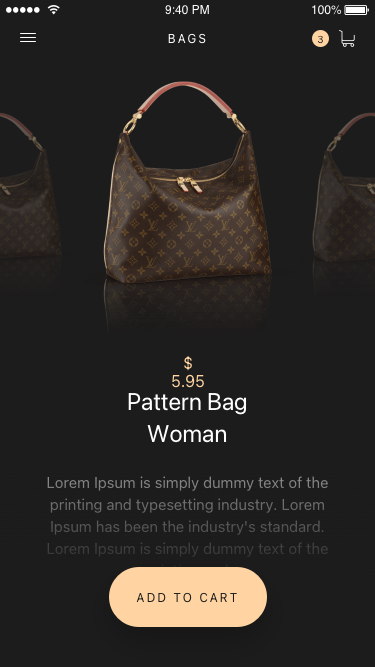 9:40 PM
100%
BAGS
3
$
5.95
Pattern Bag
Woman
Lorem Ipsum is simply dummy text of the
printing and typesetting industry. Lorem
Ipsum has been the industry's standard.
Lorem Ipsum is simply dummy text of the
ADD TO CART